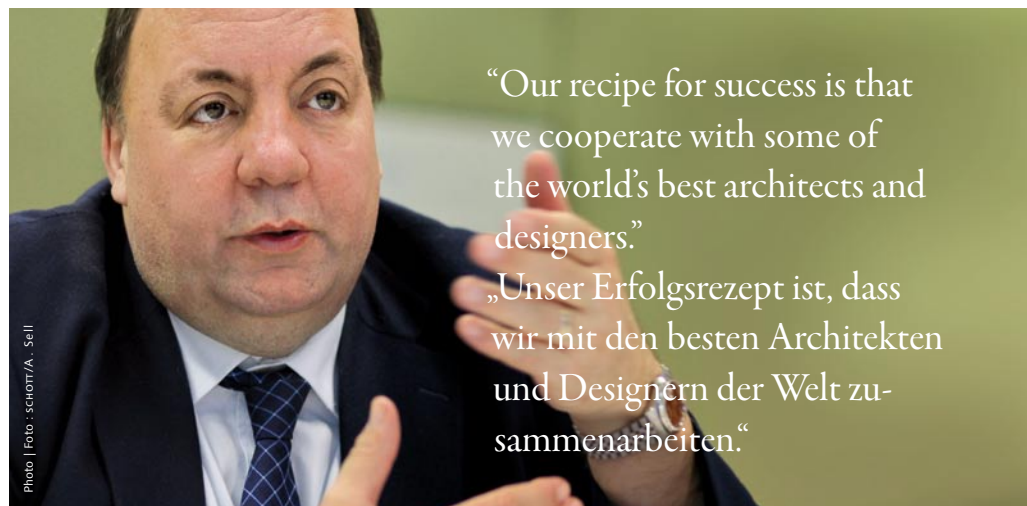 “Our recipe for success is that
we cooperate with some of
the world’s best architects and
designers.”
„Unser Erfolgsrezept ist, dass
wir mit den besten Architekten
und Designern der Welt zu-
sammenarbeiten.“
Photo | Foto : SCHOTT/A . Sell